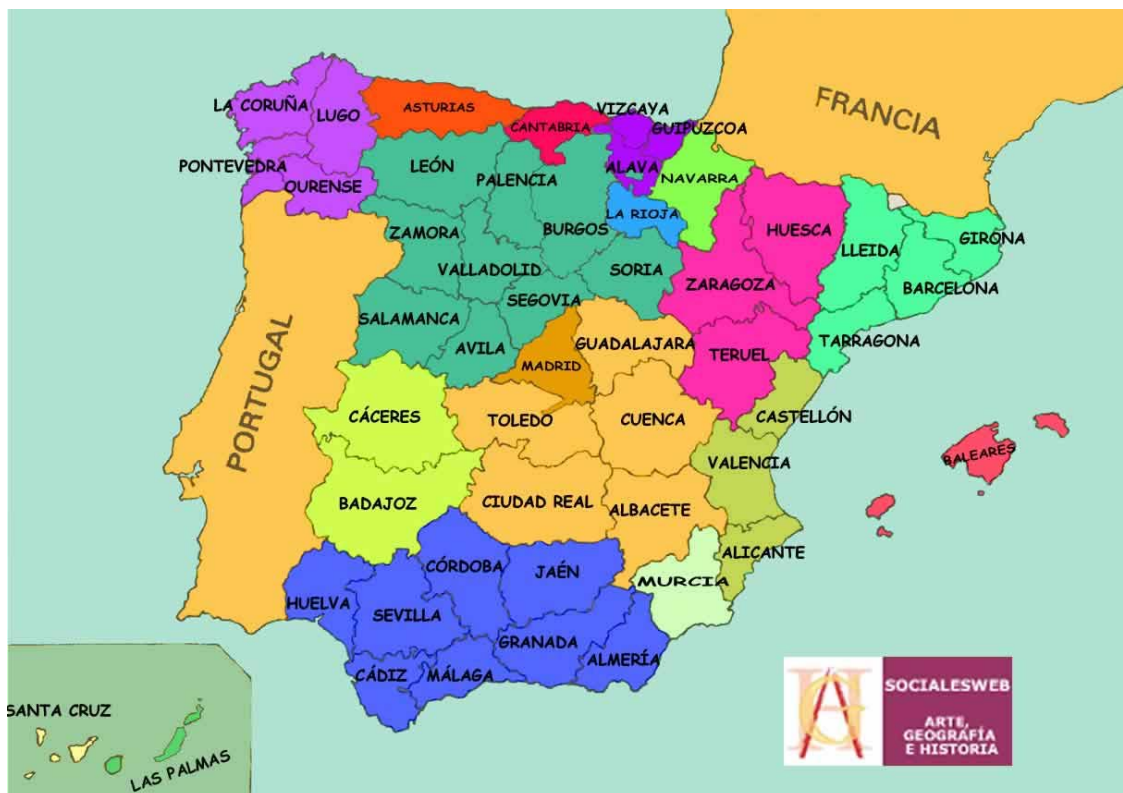 FRANCIA
LA CORUÑA
LUGO
ASTURIAS
CANTABRIA
VIZCAYA
GUIPUZCOA
PONTEVEDRA
OURENSE
LEÓN
PALENCIA
ALAVA
NAVARRA
BURGOS
LA RIOJA
HUESCA
LLEIDA
GIRONA
ZAMORA
VALLADOLID
SORIA
ZARAGOZA
BARCELONA
SALAMANCA
SEGOVIA
AVILA
MADRID
GUADALAJARA
TERUEL
TARRAGONA
PORTUGAL
CÁCERES
TOLEDO
CUENCA
CASTELLÓN
BALEARES
BADAJOZ
CIUDAD REAL
ALBACETE
VALENCIA
ALICANTE
HUELVA
SEVILLA
CÓRDOBA
JAÉN
MURCIA
CÁDIZ
MÁLAGA
GRANADA
ALMERÍA
SANTA CRUZ
LAS PALMAS
SOCIALESWEB
ARTE,
GEOGRAFÍA
E HISTORIA